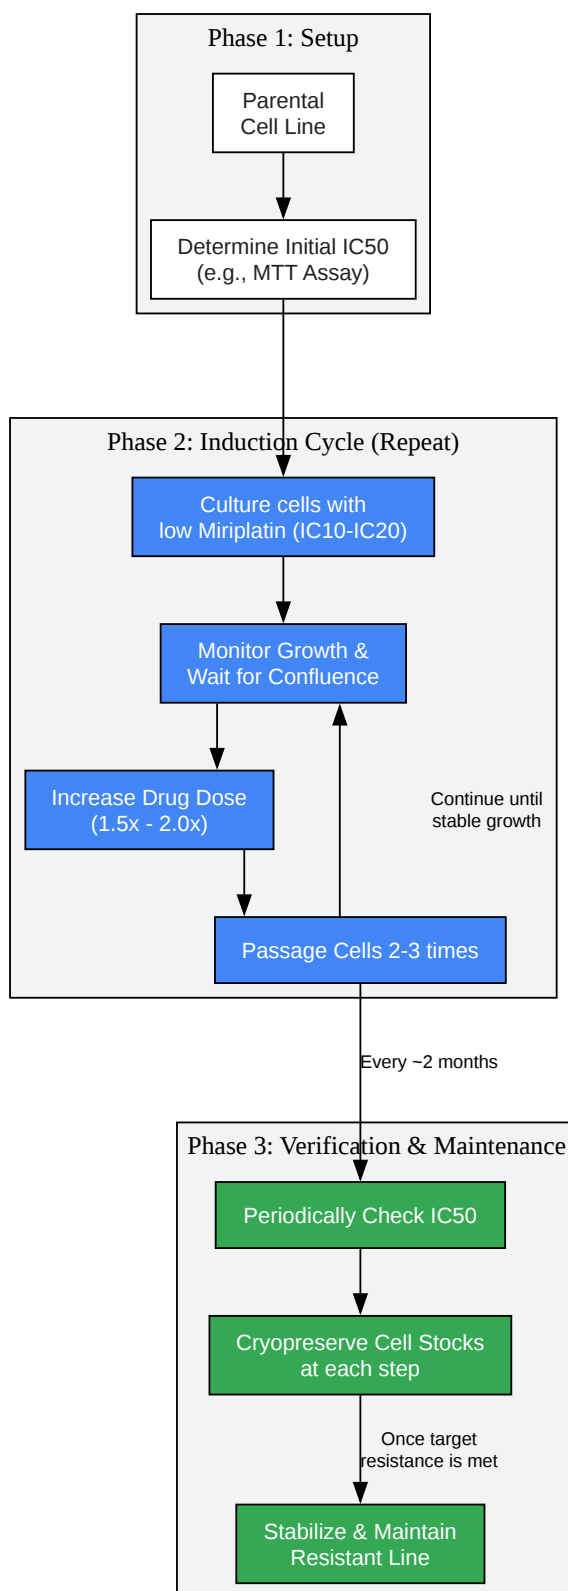 Phase 1: Setup
Parental
Cell Line
Determine Initial IC50
(e.g., MTT Assay)
Phase 2: Induction Cycle (Repeat)
Culture cells with
low Miriplatin (IC10-IC20)
Monitor Growth &
Wait for Confluence
Increase Drug Dose
(1.5x - 2.0x)
Continue until
stable growth
Passage Cells 2-3 times
Every ~2 months
Phase 3: Verification & Maintenance
Periodically Check IC50
Cryopreserve Cell Stocks
at each step
Once target
resistance is met
Stabilize & Maintain
Resistant Line